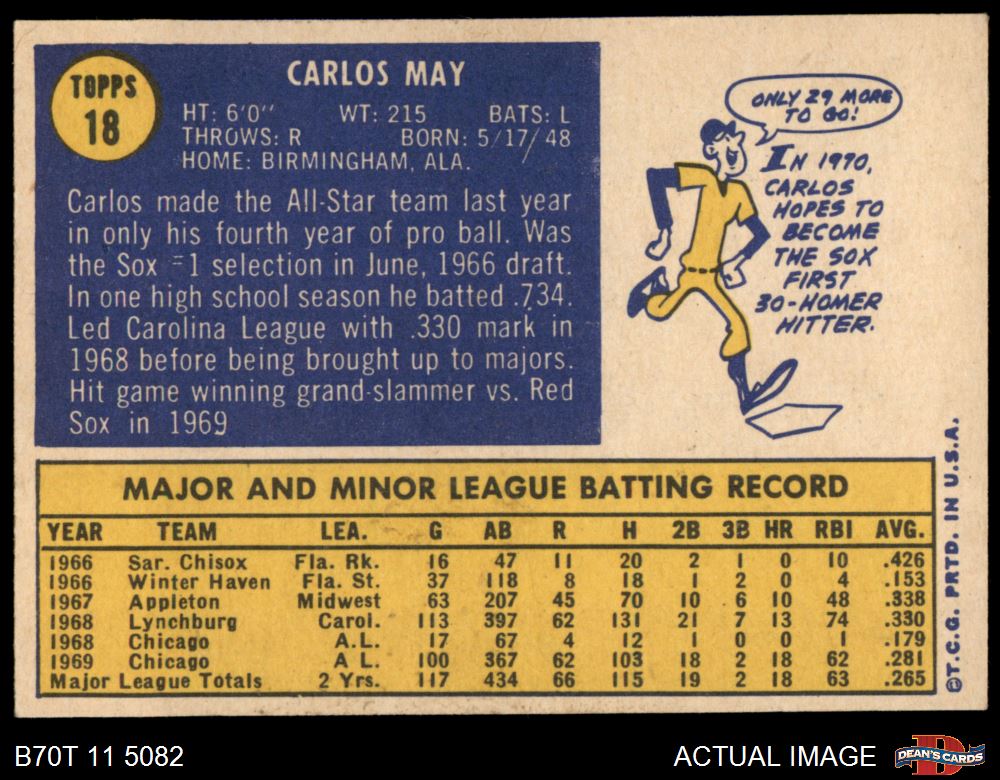 TOPPS
18
CARLOS MAY
HT: 6'0" WT: 215 BATS: L
THROWS: R BORN: 5/17/48
HOME: BIRMINGHAM, ALA.
Carlos made the All-Star team last year
in only his fourth year of pro ball. Was
the Sox =1 selection in June, 1966 draft.
In one high school season he batted .734.
Led Carolina League with .330 mark in
1968 before being brought up to majors.
Hit game winning grand-slammer vs. Red
Sox in 1969
ONLY 29 MORE
TO GO!
IN 1970,
CARLOS
HOPES TO
BECOME
THE SOX
FIRST
30-HOMER
HITTER.
MAJOR AND MINOR LEAGUE BATTING RECORD
YEAR TEAM LEA. G AB R H 2B 3B HR RBI AVG.
1966 Sar. Chisox Fla. Rk. 16 47 11 20 2 1 0 10 .426
1966 Winter Haven Fla. St. 37 118 8 18 1 2 0 4 .153
1967 Appleton Midwest 63 207 45 70 10 6 10 48 .338
1968 Lynchburg Carol. 113 397 62 131 21 7 13 74 .330
1968 Chicago A.L. 17 67 4 12 1 0 0 1 .179
1969 Chicago A L. 100 367 62 103 18 2 18 62 .281
Major League Totals 2 Yrs. 117 434 66 115 19 2 18 63 .265
©T.C.G. PRTD. IN U.S.A.
B70T 11 5082
ACTUAL IMAGE
D
DEAN'S CARDS